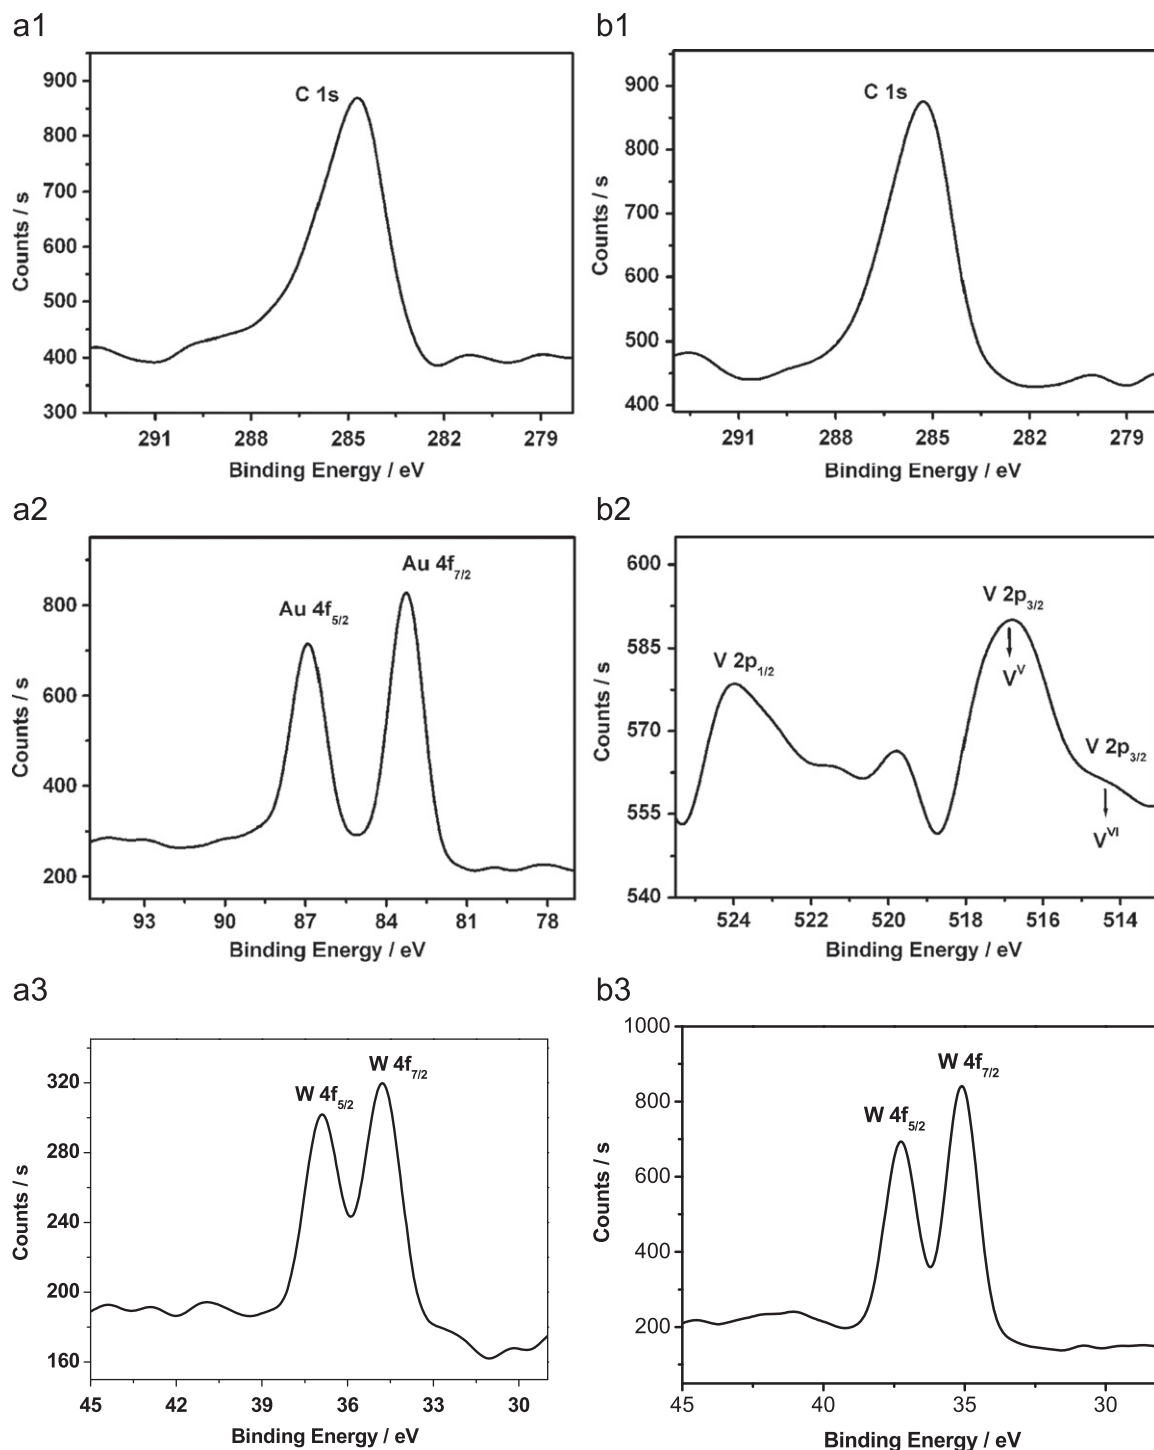 a1
900
800
700
600
500
400
300
C 1s
Counts / s
291 288 285 282 279
Binding Energy / eV
b1
900
800
700
600
500
400
C 1s
Counts / s
291 288 285 282 279
Binding Energy / eV
a2
800
600
400
200
Au 4f7/2
Au 4f5/2
Counts / s
93 90 87 84 81 78
Binding Energy / eV
b2
600
585
570
555
540
V 2p3/2
V^V
V 2p1/2
V 2p3/2
V^VI
Counts / s
524 522 520 518 516 514
Binding Energy / eV
a3
320
280
240
200
160
W 4f7/2
W 4f5/2
Counts / s
45 42 39 36 33 30
Binding Energy / eV
b3
1000
800
600
400
200
W 4f7/2
W 4f5/2
Counts / s
45 40 35 30
Binding Energy / eV